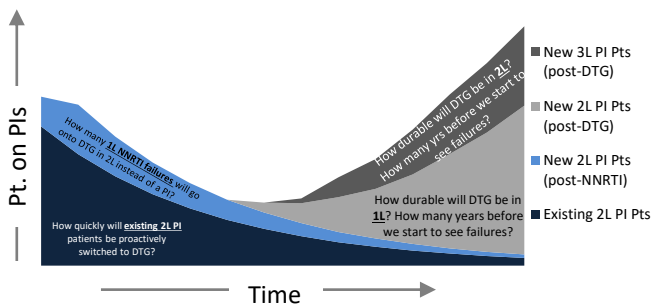 Pt. on PIs
How many 1L NNRTI failures will go
onto DTG in 2L instead of a PI?
How quickly will existing 2L PI
patients be proactively
switched to DTG?
How durable will DTG be in 2L?
How many yrs before we start to
see failures?
How durable will DTG be in
1L? How many years before
we start to see failures?
New 3L PI Pts
(post-DTG)
New 2L PI Pts
(post-DTG)
New 2L PI Pts
(post-NNRTI)
Existing 2L PI Pts
Time